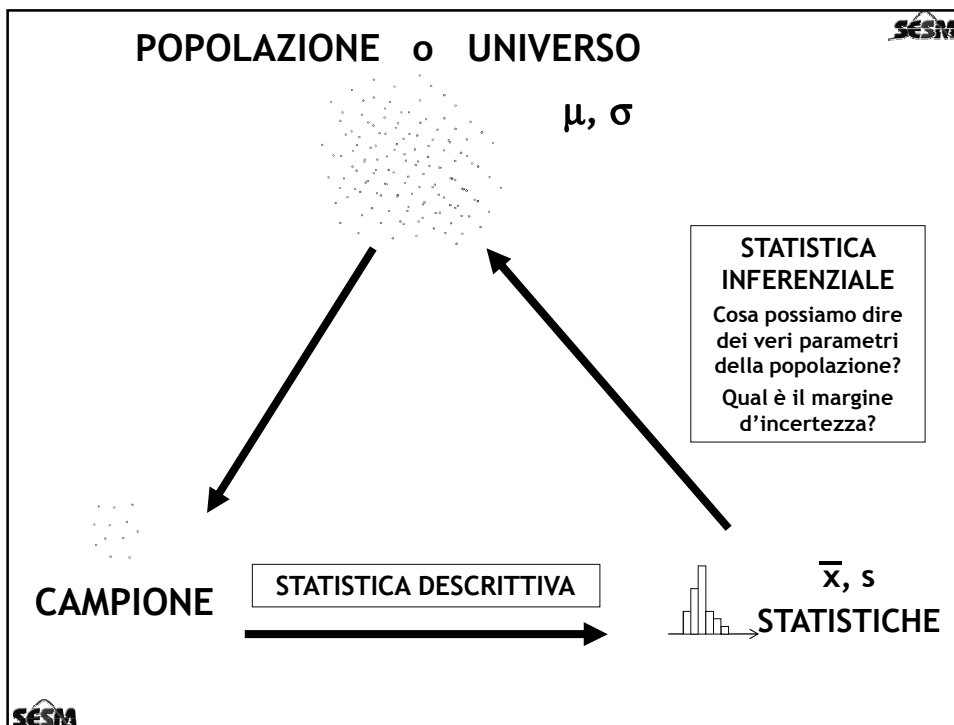 SESM
POPOLAZIONE o UNIVERSO
μ, σ
STATISTICA
INFERENZIALE
Cosa possiamo dire
dei veri parametri
della popolazione?
Qual è il margine
d’incertezza?
CAMPIONE
STATISTICA DESCRITTIVA
x̅, s
STATISTICHE
SESM